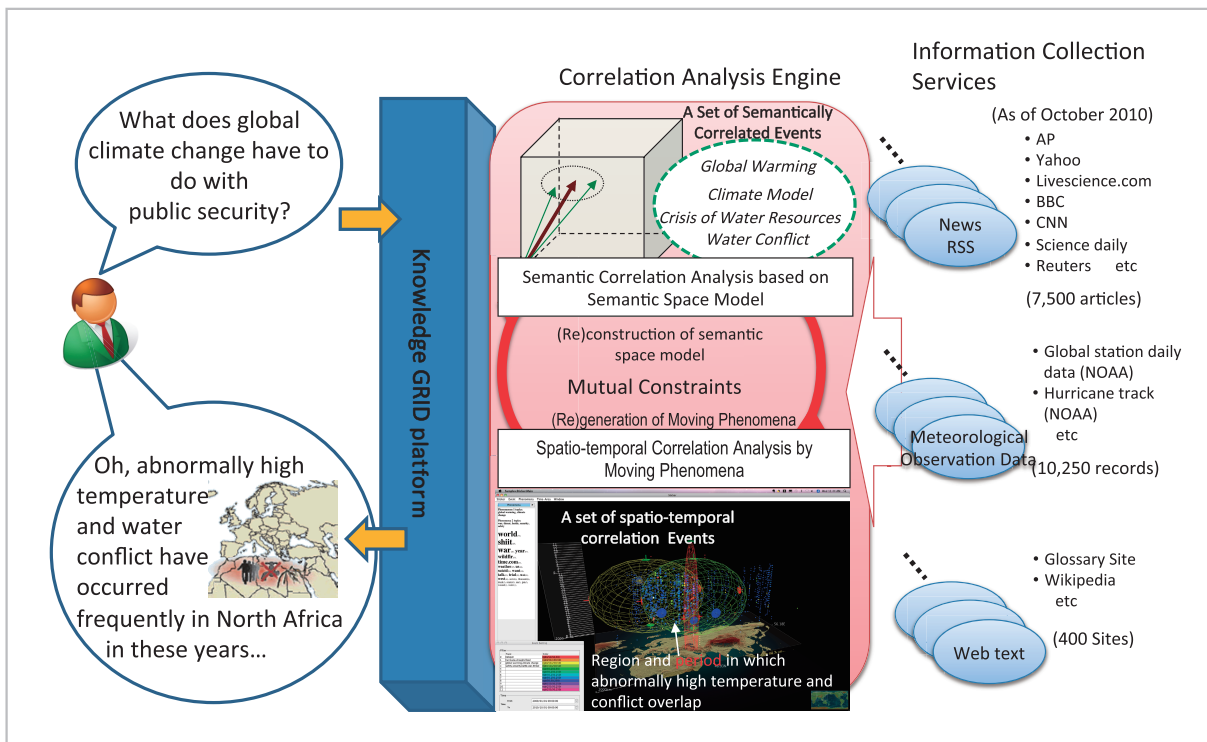 What does global
climate change have to
do with
public security?
Oh, abnormally high
temperature
and water
conflict have
occurred
frequently in North Africa
in these years…
Knowledge GRID platform
Correlation Analysis Engine
A Set of Semantically
Correlated Events
Global Warming
Climate Model
Crisis of Water Resources
Water Conflict
Semantic Correlation Analysis based on
Semantic Space Model
(Re)construction of semantic
space model
Mutual Constraints
(Re)generation of Moving Phenomena
Spatio-temporal Correlation Analysis by
Moving Phenomena
A set of spatio-temporal
correlation Events
Region and period in which
abnormally high temperature and
conflict overlap
Information Collection
Services
(As of October 2010)
• AP
• Yahoo
• Livescience.com
• BBC
• CNN
• Science daily
• Reuters etc
(7,500 articles)
News
RSS
• Global station daily
data (NOAA)
• Hurricane track
(NOAA)
etc
(10,250 records)
Meteorological
Observation Data
• Glossary Site
• Wikipedia
etc
(400 Sites)
Web text